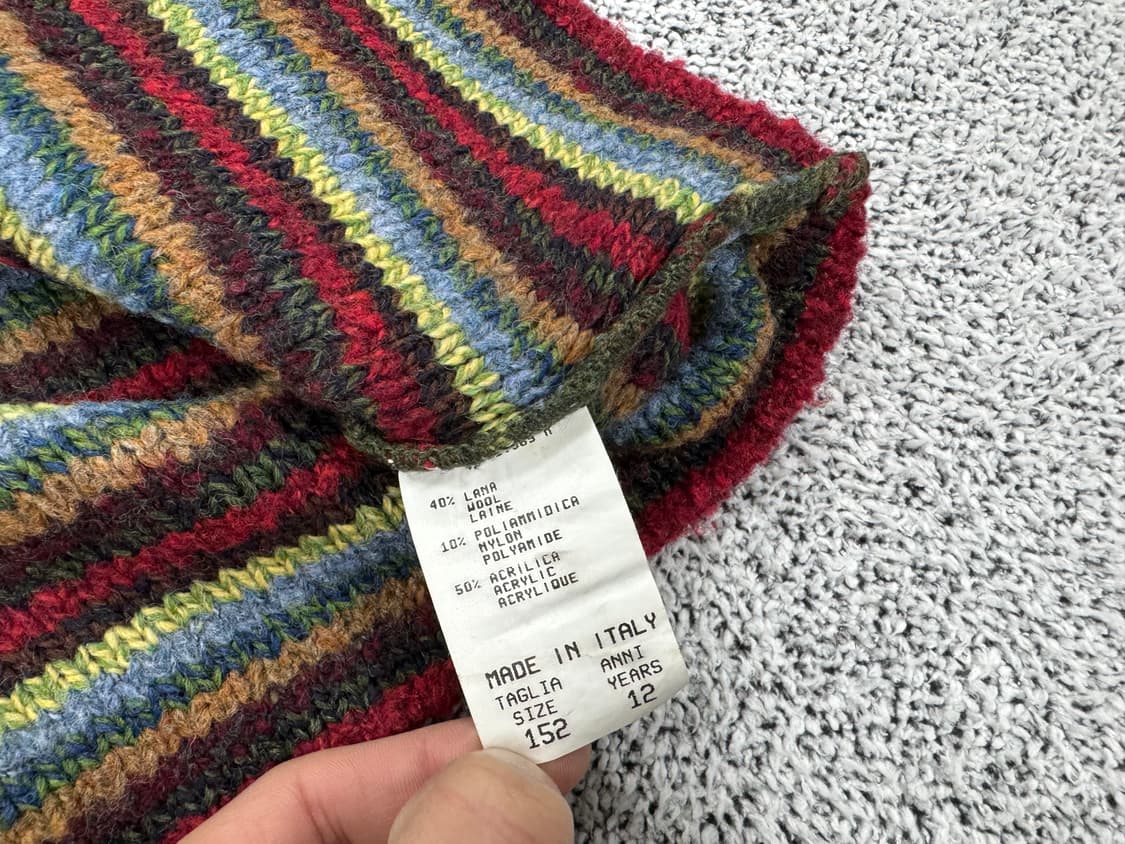 40% LANA
WOOL
LAINE
10% POLIAMMIDICA
NYLON
POLYAMIDE
50% ACRILICA
ACRYLIC
ACRYLIQUE
MADE IN ITALY
TAGLIA ANNI
SIZE YEARS
152 12